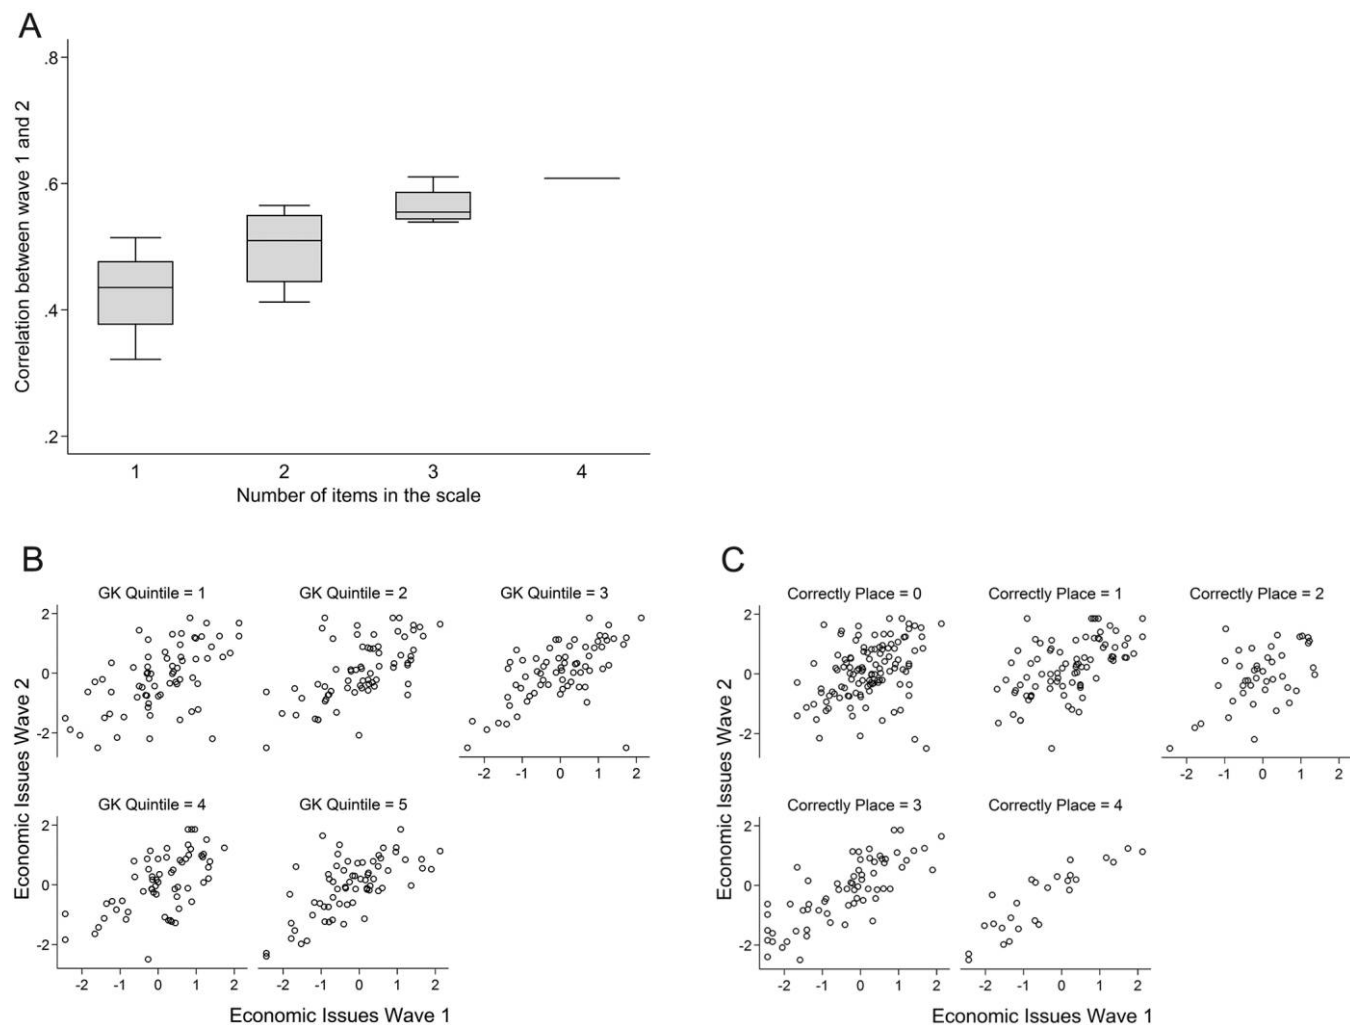 A
Correlation between wave 1 and 2
.8
.6
.4
.2
1 2 3 4
Number of items in the scale
B
Economic Issues Wave 2
GK Quintile = 1 GK Quintile = 2 GK Quintile = 3
2
0
-2
-2 -1 0 1 2
GK Quintile = 4 GK Quintile = 5
2
0
-2
-2 -1 0 1 2 -2 -1 0 1 2
Economic Issues Wave 1
C
Economic Issues Wave 2
Correctly Place = 0 Correctly Place = 1 Correctly Place = 2
2
0
-2
-2 -1 0 1 2
Correctly Place = 3 Correctly Place = 4
2
0
-2
-2 -1 0 1 2 -2 -1 0 1 2
Economic Issues Wave 1